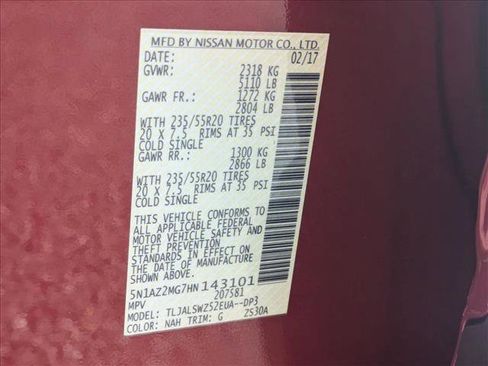 MFD BY NISSAN MOTOR CO., LTD.
DATE: 02/17
GVWR: 2318 KG
5110 LB
GAWR FR.: 1272 KG
2804 LB
WITH 235/55R20 TIRES
20 x 7.5 RIMS AT 35 PSI
COLD SINGLE
GAWR RR.: 1300 KG
2866 LB
WITH 235/55R20 TIRES
20 x 7.5 RIMS AT 35 PSI
COLD SINGLE
THIS VEHICLE CONFORMS TO
ALL APPLICABLE FEDERAL
MOTOR VEHICLE SAFETY AND
THEFT PREVENTION
STANDARDS IN EFFECT ON
THE DATE OF MANUFACTURE
SHOWN ABOVE.
5N1AZ2MG7HN 143101
MPV 207581
MODEL: TLJALSWZ52EUA--DP3
COLOR: NAH TRIM: G ZS30A